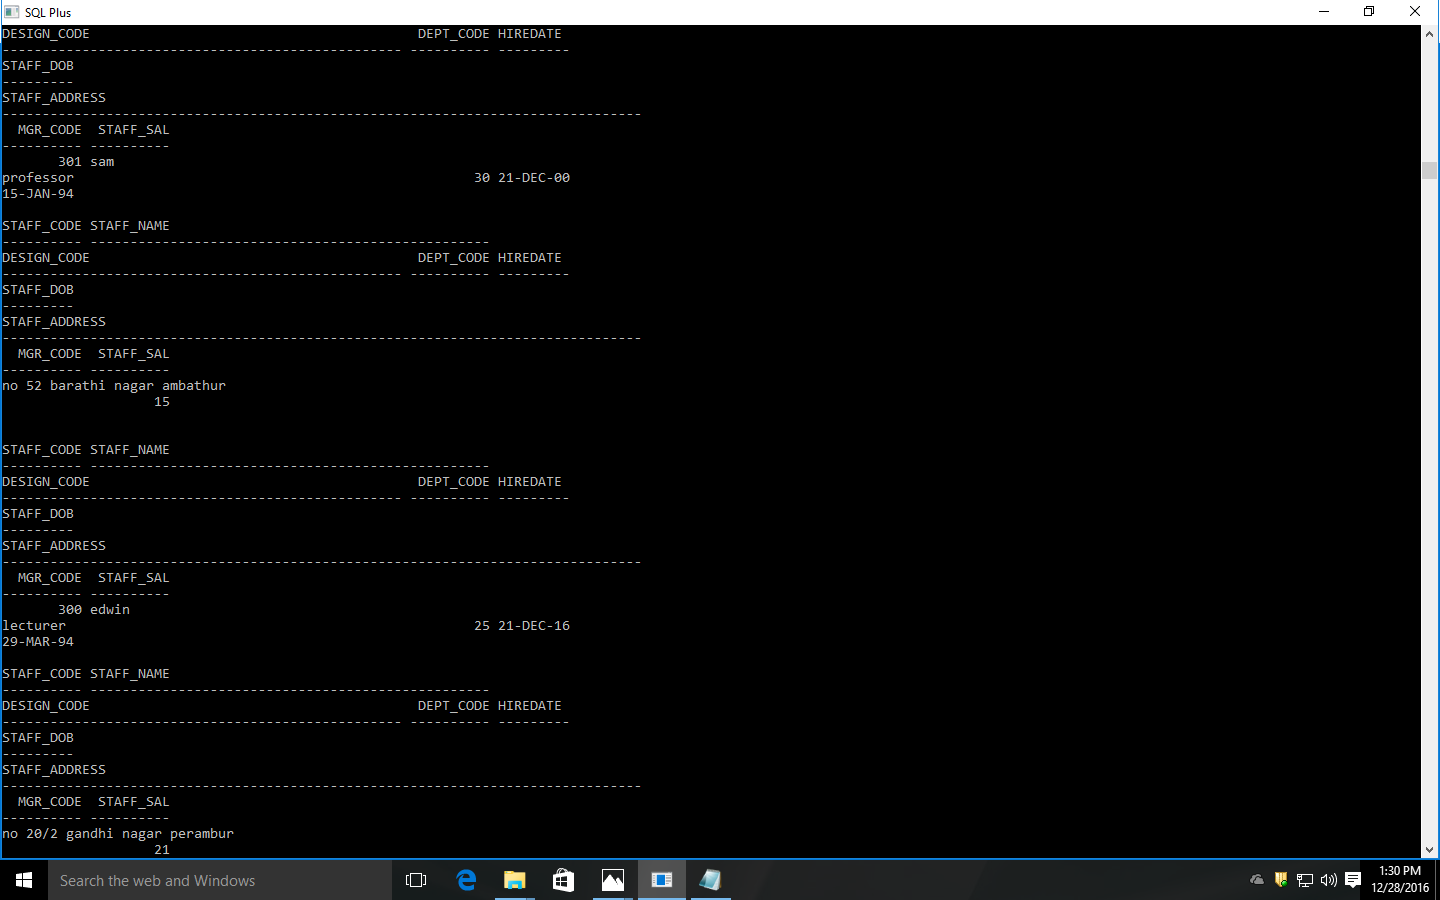 SQL Plus
DESIGN_CODE                                         DEPT_CODE HIREDATE
-------------------------------------------------- ---------- ---------
STAFF_DOB
---------
STAFF_ADDRESS
--------------------------------------------------------------------------------
  MGR_CODE  STAFF_SAL
---------- ----------
       301 sam
professor                                                  30 21-DEC-00
15-JAN-94
STAFF_CODE STAFF_NAME
---------- --------------------------------------------------
DESIGN_CODE                                         DEPT_CODE HIREDATE
-------------------------------------------------- ---------- ---------
STAFF_DOB
---------
STAFF_ADDRESS
--------------------------------------------------------------------------------
  MGR_CODE  STAFF_SAL
---------- ----------
no 52 barathi nagar ambathur
                   15
STAFF_CODE STAFF_NAME
---------- --------------------------------------------------
DESIGN_CODE                                         DEPT_CODE HIREDATE
-------------------------------------------------- ---------- ---------
STAFF_DOB
---------
STAFF_ADDRESS
--------------------------------------------------------------------------------
  MGR_CODE  STAFF_SAL
---------- ----------
       300 edwin
lecturer                                                   25 21-DEC-16
29-MAR-94
STAFF_CODE STAFF_NAME
---------- --------------------------------------------------
DESIGN_CODE                                         DEPT_CODE HIREDATE
-------------------------------------------------- ---------- ---------
STAFF_DOB
---------
STAFF_ADDRESS
--------------------------------------------------------------------------------
  MGR_CODE  STAFF_SAL
---------- ----------
no 20/2 gandhi nagar perambur
                   21
Search the web and Windows
1:30 PM
12/28/2016